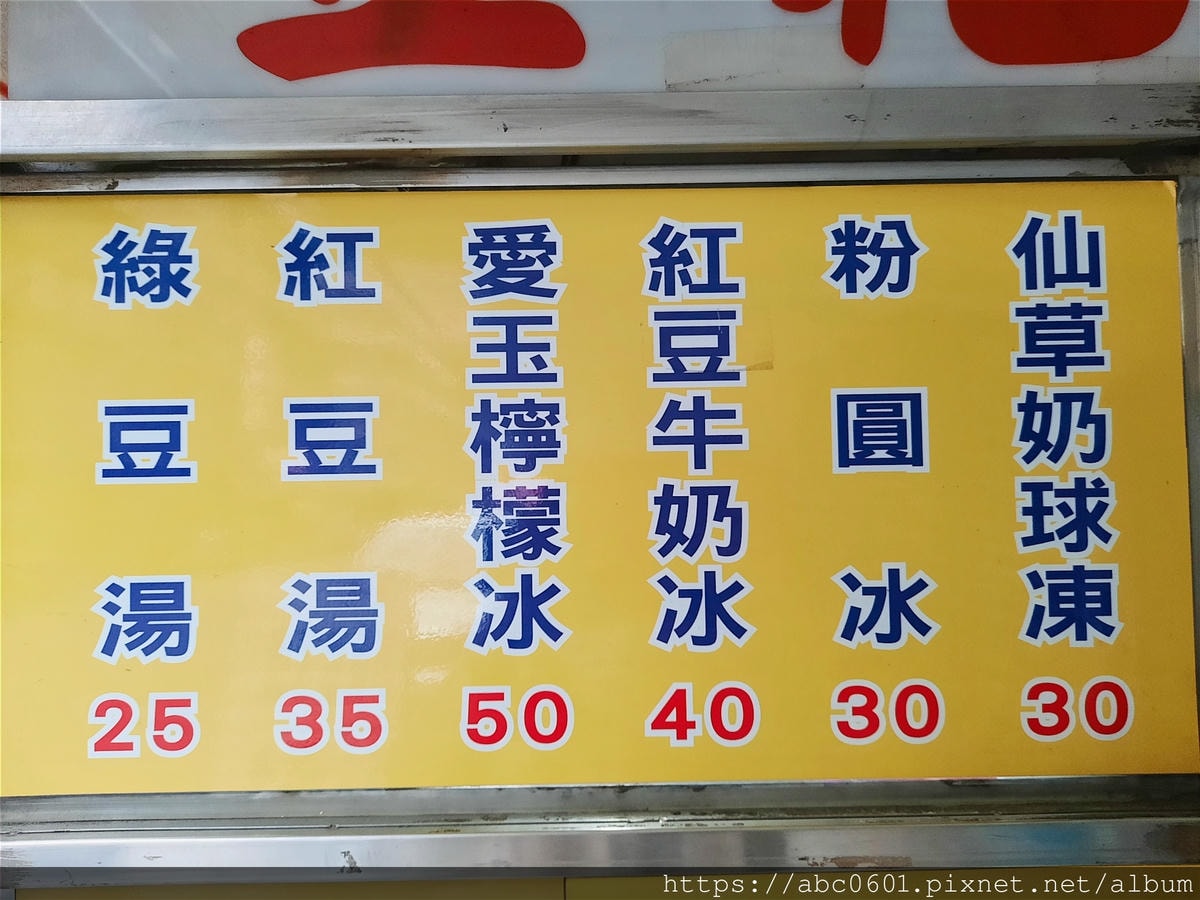 仙草奶球凍 30
粉圓冰 30
紅豆牛奶冰 40
愛玉檸檬冰 50
紅豆湯 35
綠豆湯 25
https://abc0601.pixnet.net/album